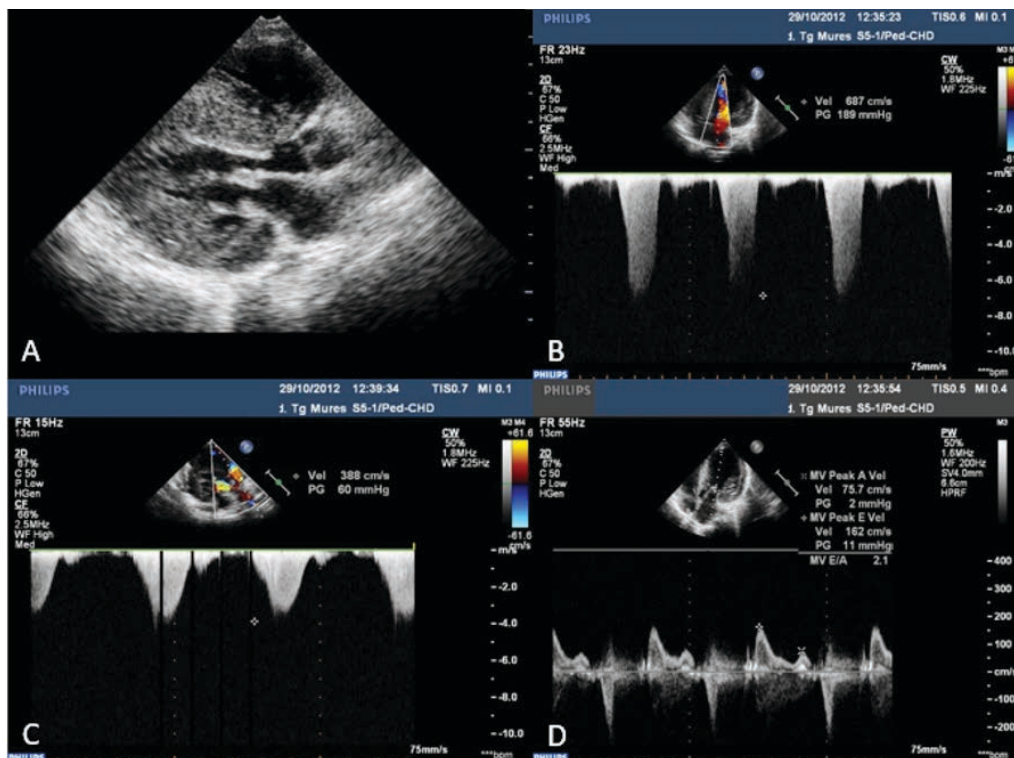 A
PHILIPS
29/10/2012 12:35:23 TIS0.6 MI 0.1
1. Tg Mures S5-1/Ped-CHD
FR 23Hz
13cm
2D
67%
C 50
P Low
HGen
CF
66%
2.5MHz
WF High
Med
Vel 687 cm/s
PG 189 mmHg
CW
50%
1.8MHz
WF 225Hz
m/s
-2.0
-4.0
-6.0
-8.0
-10.0
75mm/s
PHILIPS
B
PHILIPS
29/10/2012 12:39:34 TIS0.7 MI 0.1
1. Tg Mures S5-1/Ped-CHD
FR 15Hz
13cm
2D
67%
C 50
P Low
HGen
CF
66%
2.5MHz
WF High
Med
Vel 388 cm/s
PG 60 mmHg
CW
50%
1.8MHz
WF 225Hz
M3 M4
+61.6
-61.6
cm/s
m/s
-2.0
-4.0
-6.0
-8.0
-10.0
75mm/s
***bpm
C
PHILIPS
29/10/2012 12:35:54 TIS0.5 MI 0.4
1. Tg Mures S5-1/Ped-CHD
FR 55Hz
13cm
2D
67%
C 50
P Low
HGen
MV Peak A Vel
Vel 75.7 cm/s
PG 2 mmHg
MV Peak E Vel
Vel 162 cm/s
PG 11 mmHg
MV E/A 2.1
PW
50%
1.6MHz
WF 200Hz
SV4.0mm
6.6cm
HPRF
M3
400
300
200
100
cm/s
-100
-200
75mm/s
***bpm
PHILIPS
D